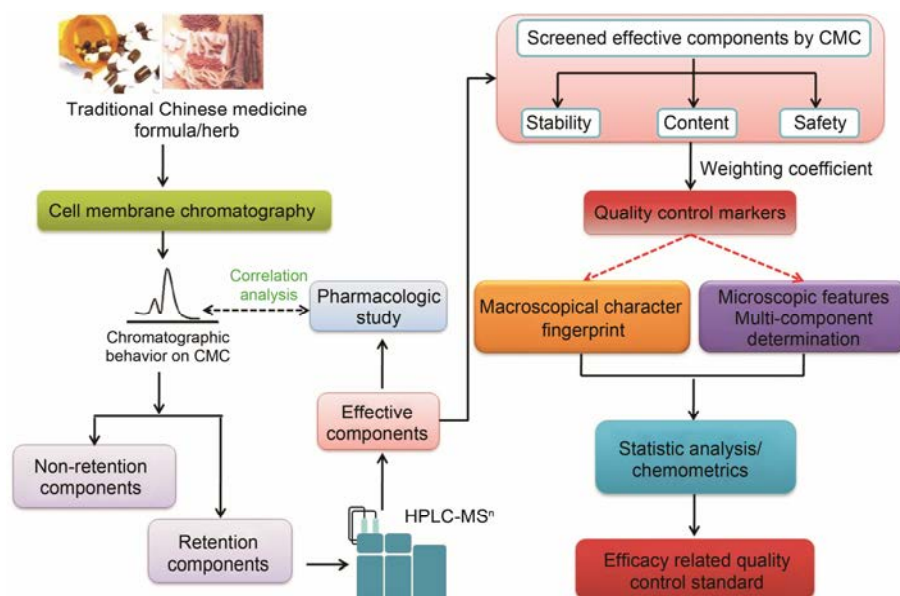 Traditional Chinese medicine
formula/herb
Cell membrane chromatography
Correlation
analysis
Chromatographic
behavior on CMC
Pharmacologic
study
Non-retention
components
Retention
components
Effective
components
HPLC-MSⁿ
Screened effective components by CMC
Stability
Content
Safety
Weighting coefficient
Quality control markers
Macroscopical character
fingerprint
Microscopic features
Multi-component
determination
Statistic analysis/
chemometrics
Efficacy related quality
control standard